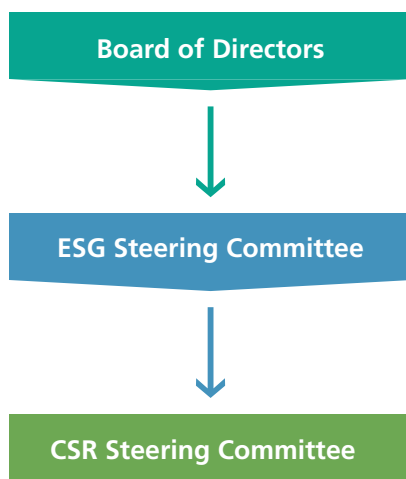 Board of Directors
ESG Steering Committee
CSR Steering Committee